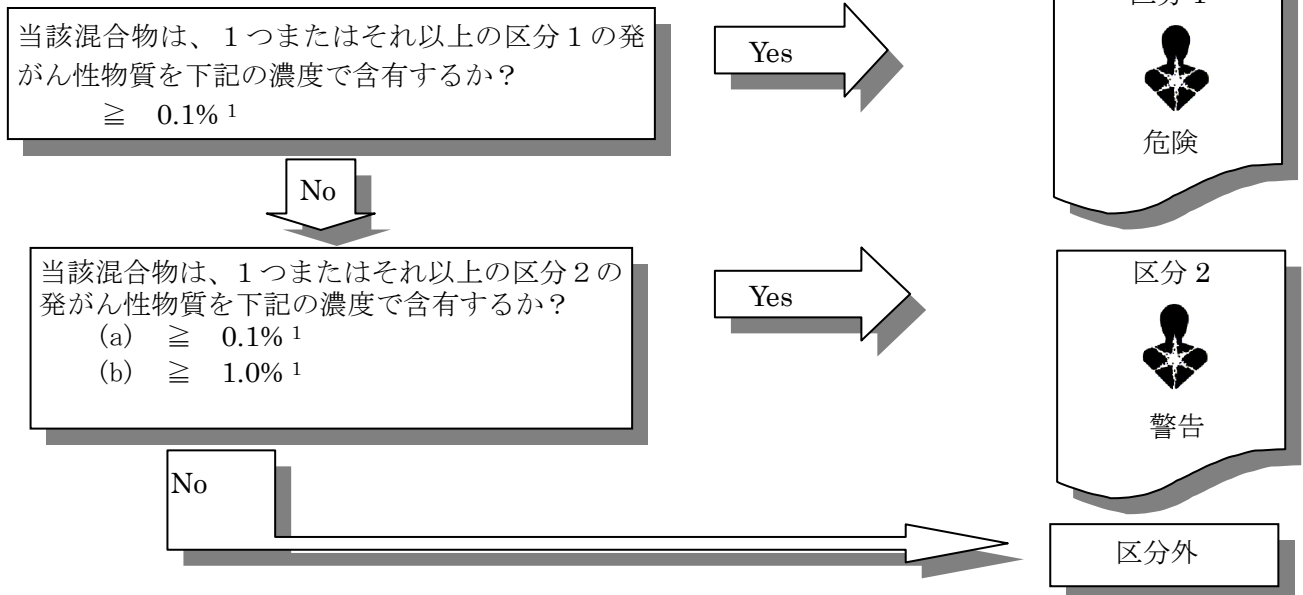 区分 1
当該混合物は、１つまたはそれ以上の区分１の発
がん性物質を下記の濃度で含有するか？
≧ 0.1% 1
Yes
危険
No
当該混合物は、１つまたはそれ以上の区分２の
発がん性物質を下記の濃度で含有するか？
(a) ≧ 0.1% 1
(b) ≧ 1.0% 1
Yes
区分 2
警告
No
区分外